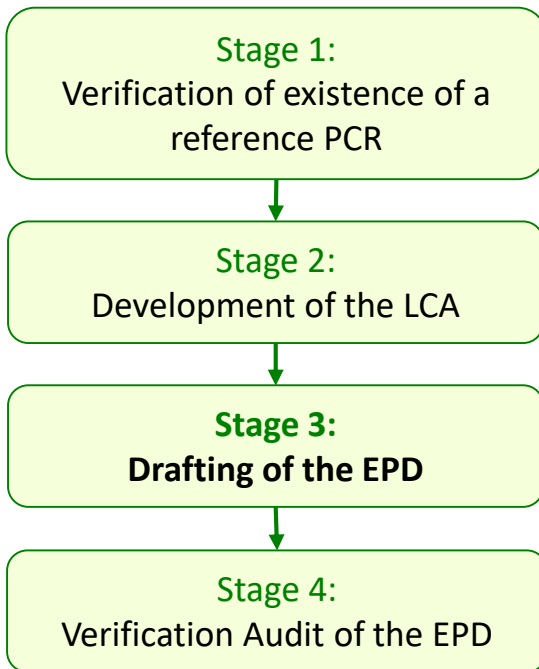 Stage 1:
Verification of existence of a
reference PCR
Stage 2:
Development of the LCA
Stage 3:
Drafting of the EPD
Stage 4:
Verification Audit of the EPD